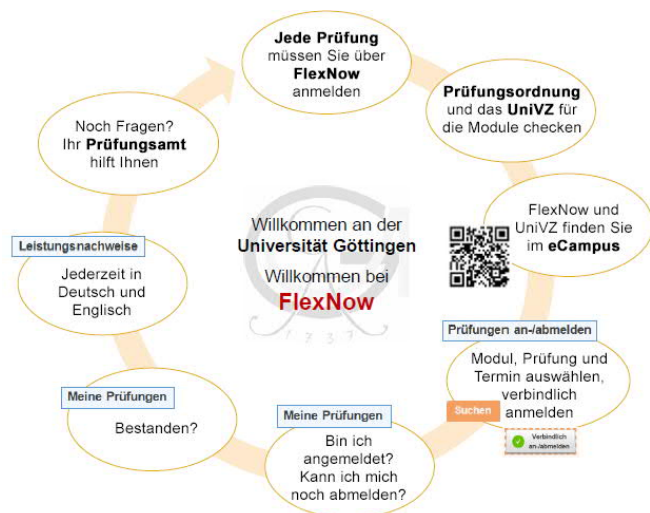 Jede Prüfung
müssen Sie über
FlexNow
anmelden
Prüfungsordnung
und das UniVZ für
die Module checken
FlexNow und
UniVZ finden Sie
im eCampus
Prüfungen an-/abmelden
Modul, Prüfung und
Termin auswählen,
verbindlich
anmelden
Suchen
Verbindlich
an-/abmelden
Meine Prüfungen
Bin ich
angemeldet?
Kann ich mich
noch abmelden?
Meine Prüfungen
Bestanden?
Leistungsnachweise
Jederzeit in
Deutsch und
Englisch
Noch Fragen?
Ihr Prüfungsamt
hilft Ihnen
Willkommen an der
Universität Göttingen
Willkommen bei
FlexNow
1737